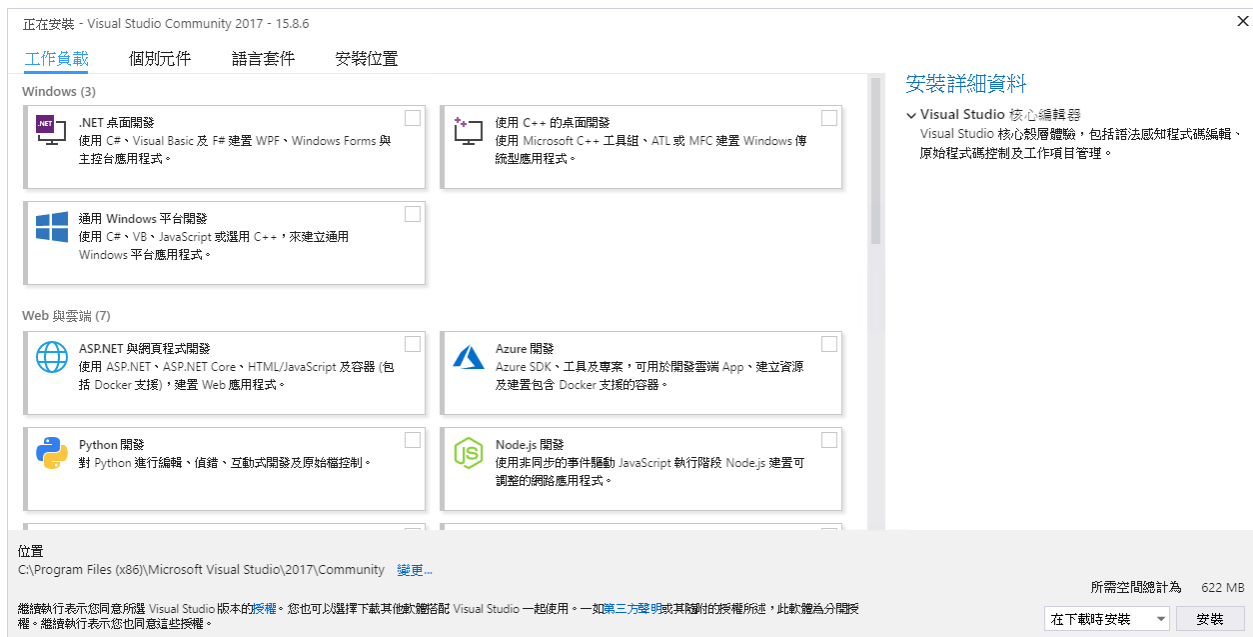 正在安裝 - Visual Studio Community 2017 - 15.8.6
工作負載 個別元件 語言套件 安裝位置
Windows (3)
.NET 桌面開發
使用 C#、Visual Basic 及 F# 建置 WPF、Windows Forms 與
主控台應用程式。
使用 C++ 的桌面開發
使用 Microsoft C++ 工具組、ATL 或 MFC 建置 Windows 傳
統型應用程式。
通用 Windows 平台開發
使用 C#、VB、JavaScript 或選用 C++，來建立通用
Windows 平台應用程式。
Web 與雲端 (7)
ASP.NET 與網頁程式開發
使用 ASP.NET、ASP.NET Core、HTML/JavaScript 及容器 (包
括 Docker 支援)，建置 Web 應用程式。
Azure 開發
Azure SDK、工具及專案，可用於開發雲端 App、建立資源
及建置包含 Docker 支援的容器。
Python 開發
對 Python 進行編輯、偵錯、互動式開發及原始檔控制。
Node.js 開發
使用非同步的事件驅動 JavaScript 執行階段 Node.js 建置可
調整的網路應用程式。
安裝詳細資料
Visual Studio 核心編輯器
Visual Studio 核心殼層體驗，包括語法感知程式碼編輯、
原始程式碼控制及工作項目管理。
位置
C:\Program Files (x86)\Microsoft Visual Studio\2017\Community 變更...
所需空間總計為 622 MB
繼續執行表示您同意所選 Visual Studio 版本的授權。您也可以選擇下載其他軟體搭配 Visual Studio 一起使用。一如第三方聲明或其隨附的授權所述，此軟體為分開授
權。繼續執行表示您也同意這些授權。
在下載時安裝 安裝